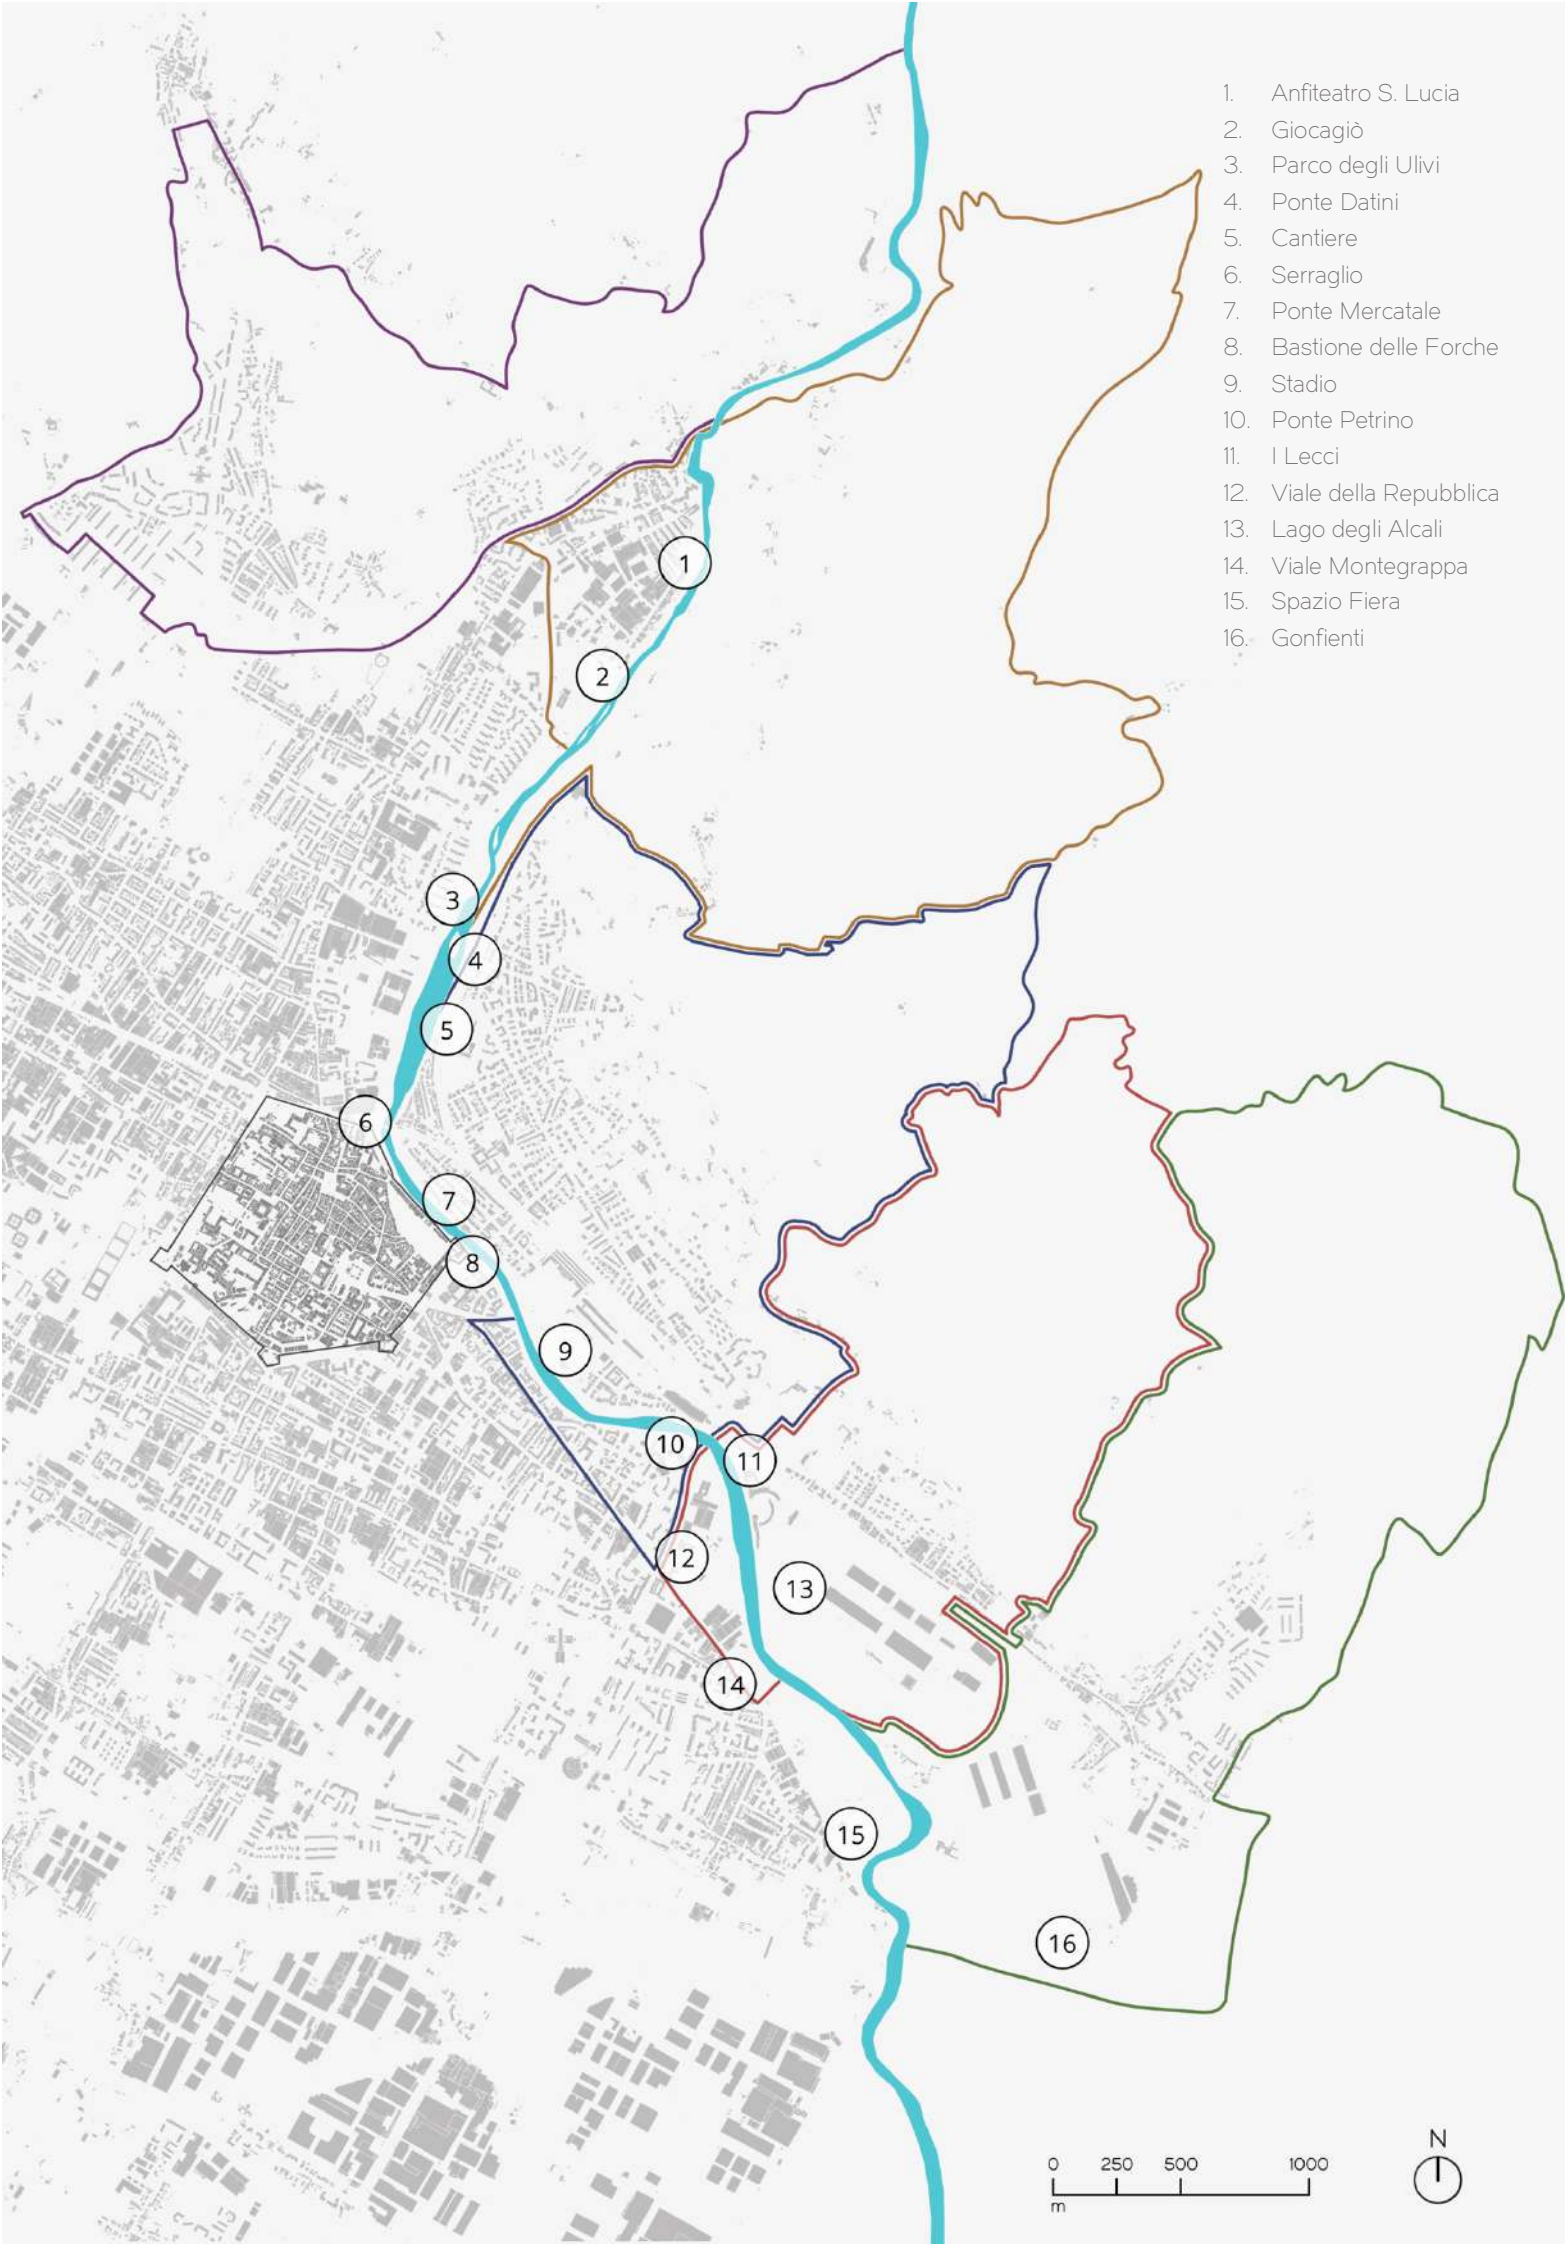 1. Anfiteatro S. Lucia
2. Giocagiò
3. Parco degli Ulivi
4. Ponte Datini
5. Cantiere
6. Serraglio
7. Ponte Mercatale
8. Bastione delle Forche
9. Stadio
10. Ponte Petrino
11. I Lecci
12. Viale della Repubblica
13. Lago degli Alcali
14. Viale Montegrappa
15. Spazio Fiera
16. Gonfienti
1
2
3
4
5
6
7
8
9
10
11
12
13
14
15
16
N
0 250 500 1000
m